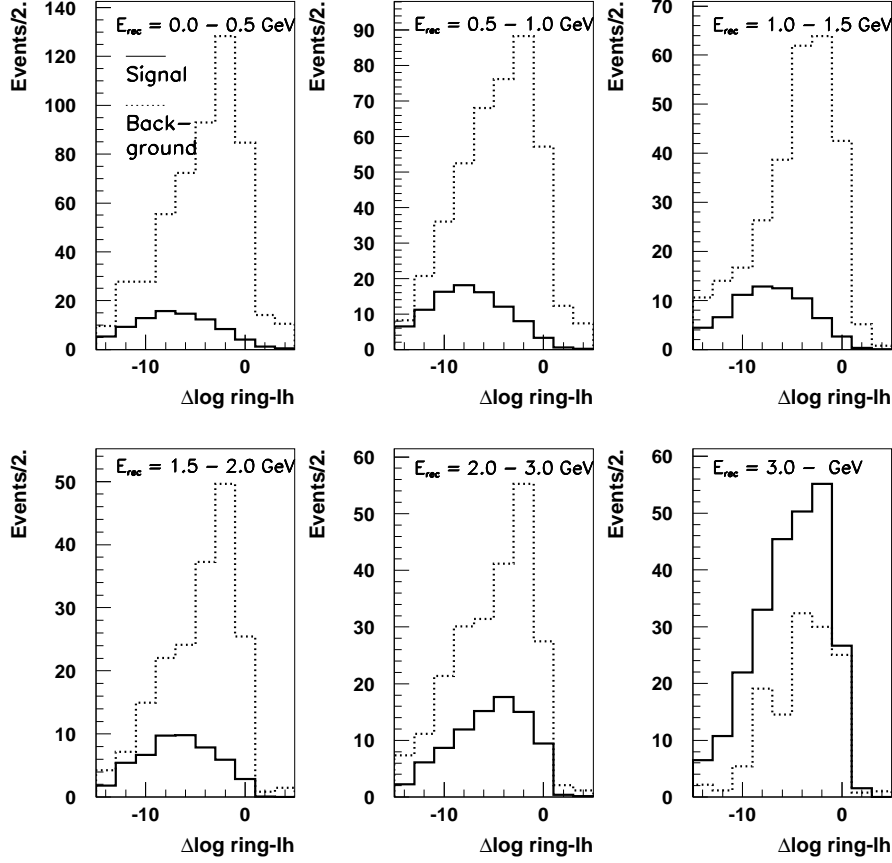 Events/2.
140
120
100
80
60
40
20
0
E_rec = 0.0 – 0.5 GeV
Signal
Back–
ground
-10 0
Δlog ring-lh
Events/2.
90
80
70
60
50
40
30
20
10
0
E_rec = 0.5 – 1.0 GeV
-10 0
Δlog ring-lh
Events/2.
70
60
50
40
30
20
10
0
E_rec = 1.0 – 1.5 GeV
-10 0
Δlog ring-lh
Events/2.
50
40
30
20
10
0
E_rec = 1.5 – 2.0 GeV
-10 0
Δlog ring-lh
Events/2.
60
50
40
30
20
10
0
E_rec = 2.0 – 3.0 GeV
-10 0
Δlog ring-lh
Events/2.
60
50
40
30
20
10
0
E_rec = 3.0 – GeV
-10 0
Δlog ring-lh